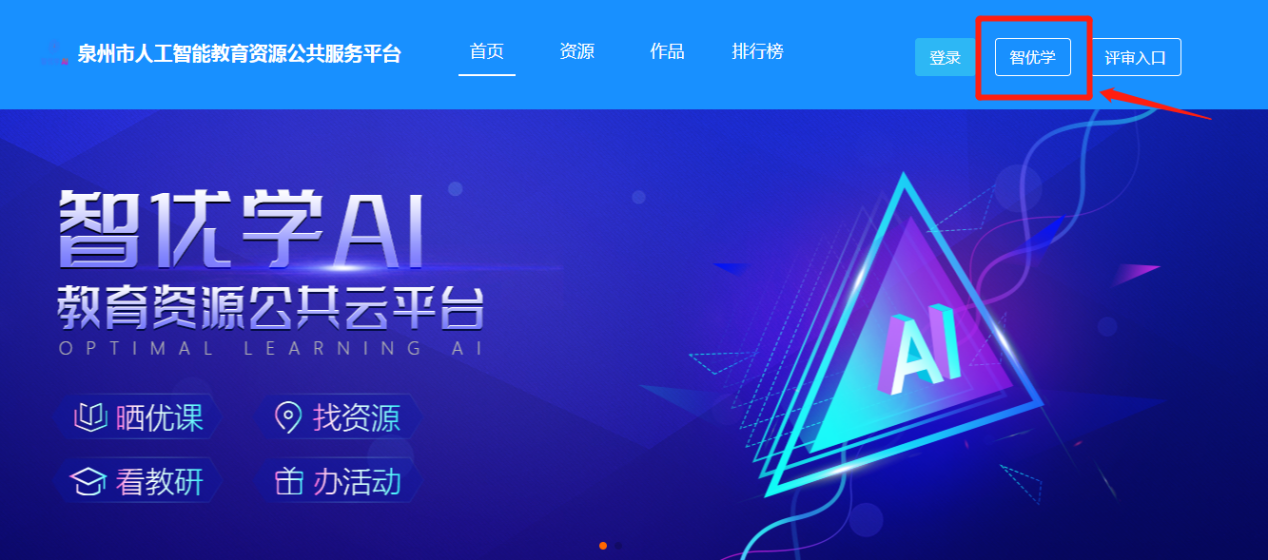 泉州市人工智能教育资源公共服务平台 首页 资源 作品 排行榜 登录 智优学 评审入口
智优学AI
教育资源公共云平台
OPTIMAL LEARNING AI
晒优课 找资源
看教研 办活动
AI